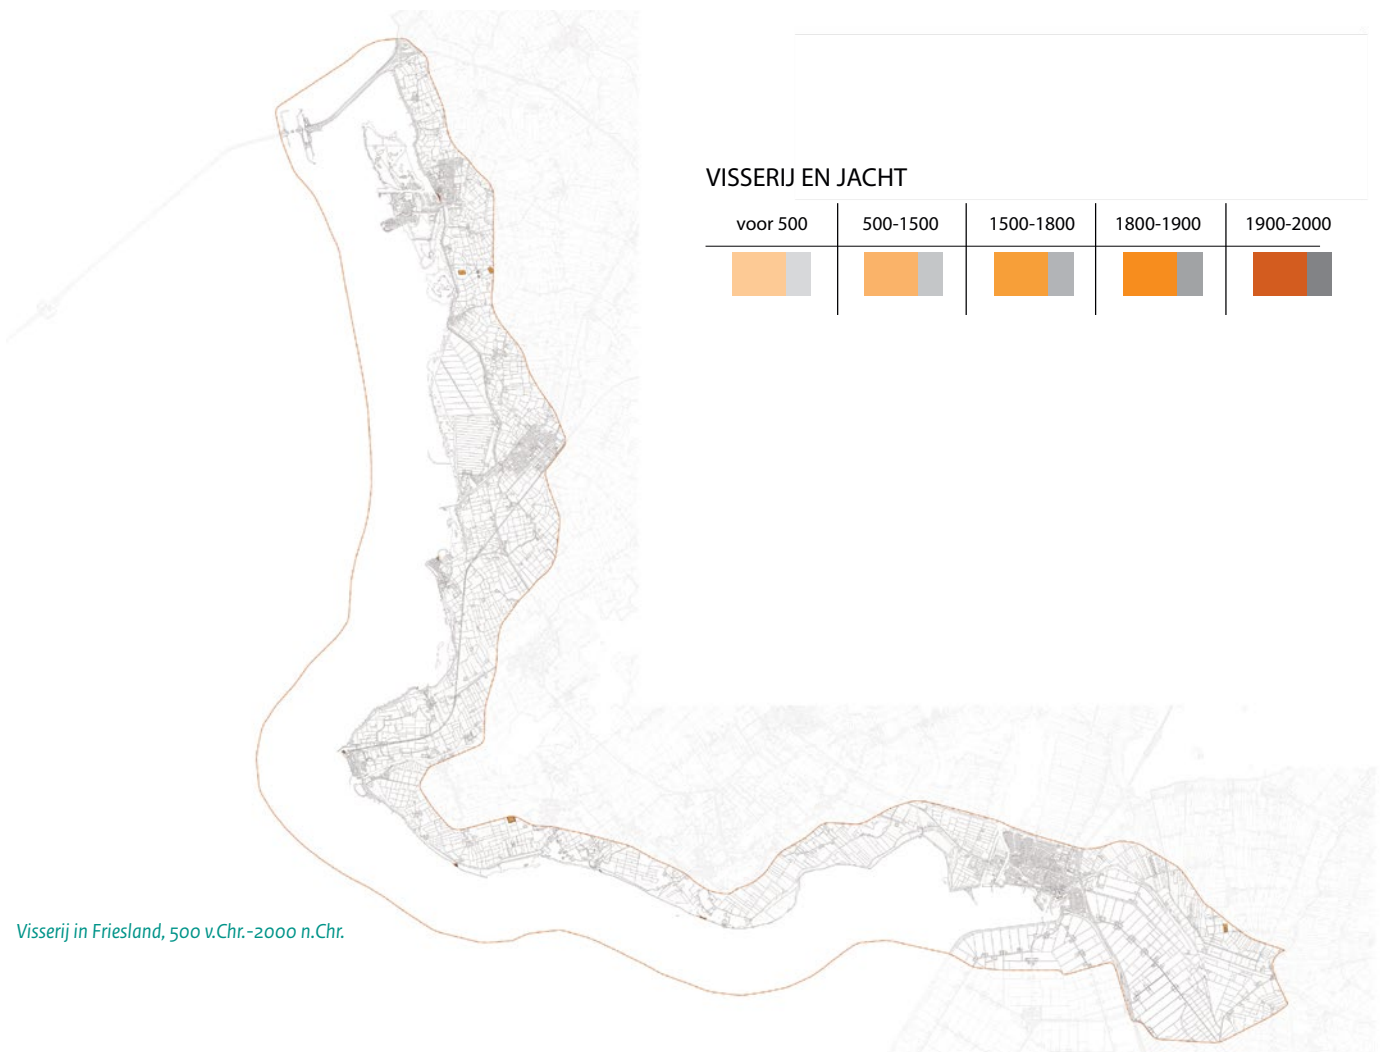 VISSERIJ EN JACHT
voor 500 500-1500 1500-1800 1800-1900 1900-2000
Visserij in Friesland, 500 v.Chr.-2000 n.Chr.